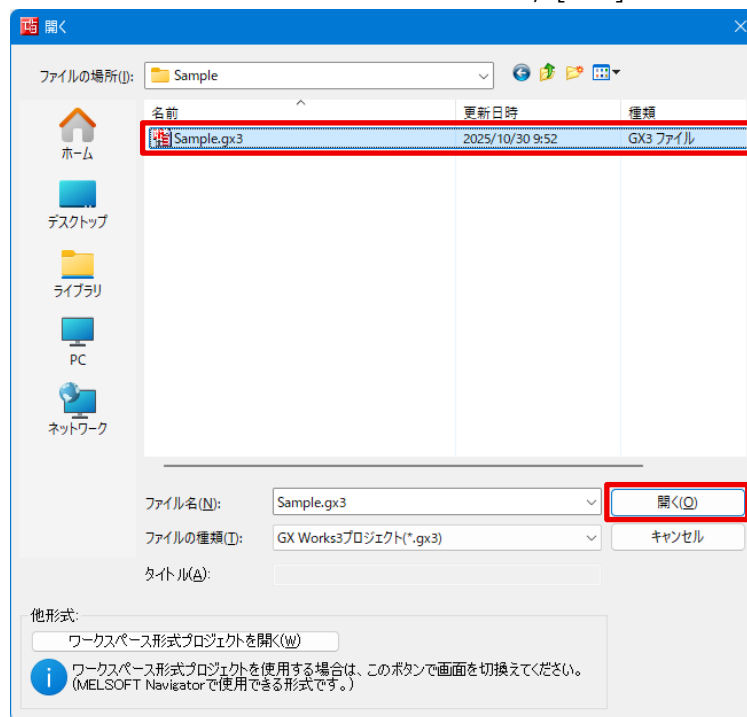 開く
ファイルの場所(I): Sample
名前 更新日時 種類
Sample.gx3 2025/10/30 9:52 GX3 ファイル
ホーム
デスクトップ
ライブラリ
PC
ネットワーク
ファイル名(N): Sample.gx3 開く(O)
ファイルの種類(T): GX Works3プロジェクト(*.gx3) キャンセル
タイトル(A):
他形式:
ワークスペース形式プロジェクトを開く(W)
ワークスペース形式プロジェクトを使用する場合は、このボタンで画面を切換えてください。
(MELSOFT Navigatorで使用できる形式です。)